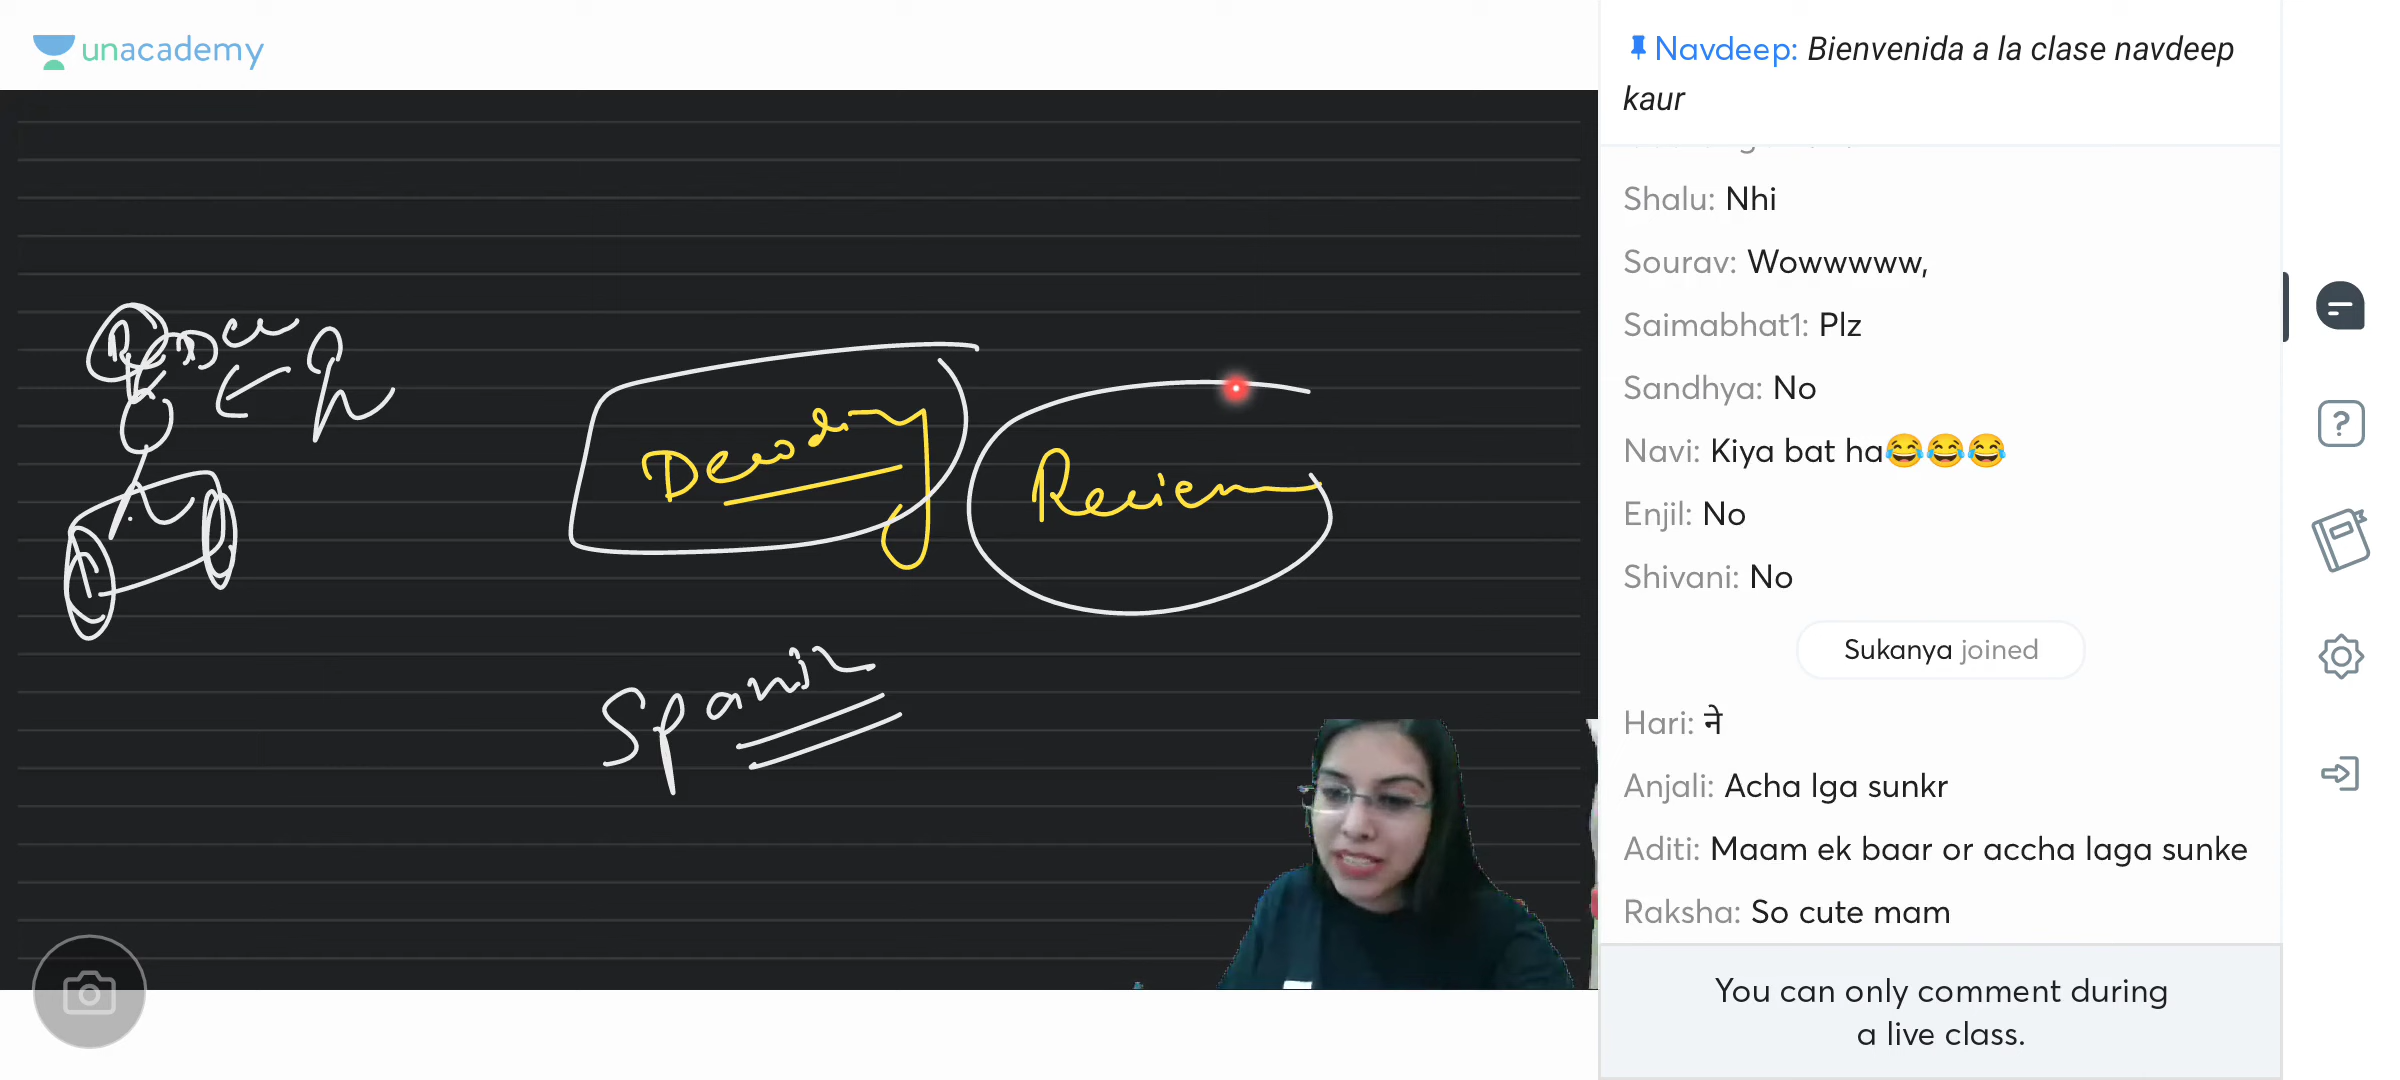 unacademy
Decoding
Reciem
Spanish
Navdeep: Bienvenida a la clase navdeep
kaur
Shalu: Nhi
Sourav: Wowwwww,
Saimabhat1: Plz
Sandhya: No
Navi: Kiya bat ha😂😂😂
Enjil: No
Shivani: No
Sukanya joined
Hari: ने
Anjali: Acha lga sunkr
Aditi: Maam ek baar or accha laga sunke
Raksha: So cute mam
You can only comment during
a live class.